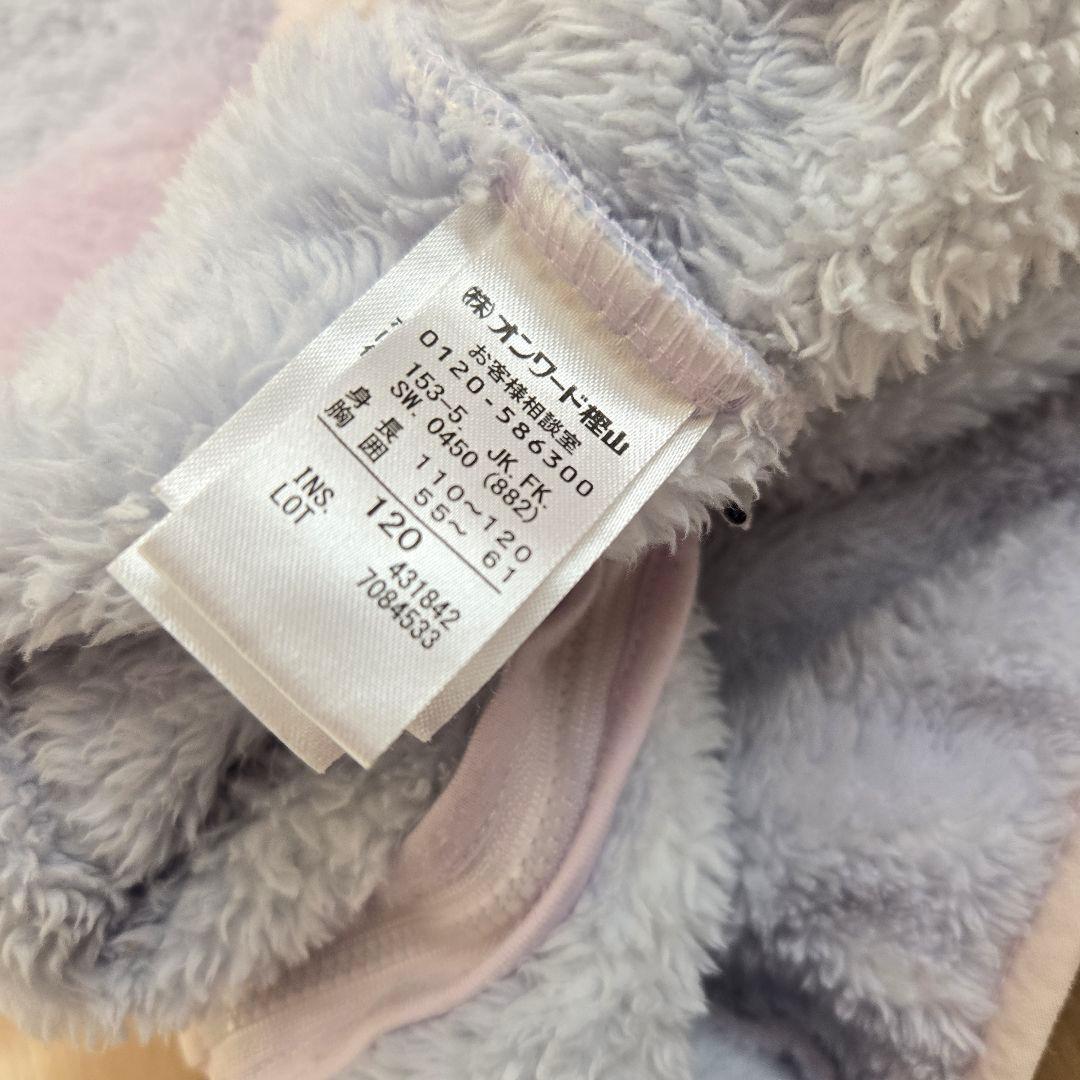 (株)オンワード樫山
お客様相談室
0120-586300
153-5. JK.FK.
SW 0450 (882)
身長 110~120
胸囲 55~ 61
120
INS. 431842
LOT 7084533